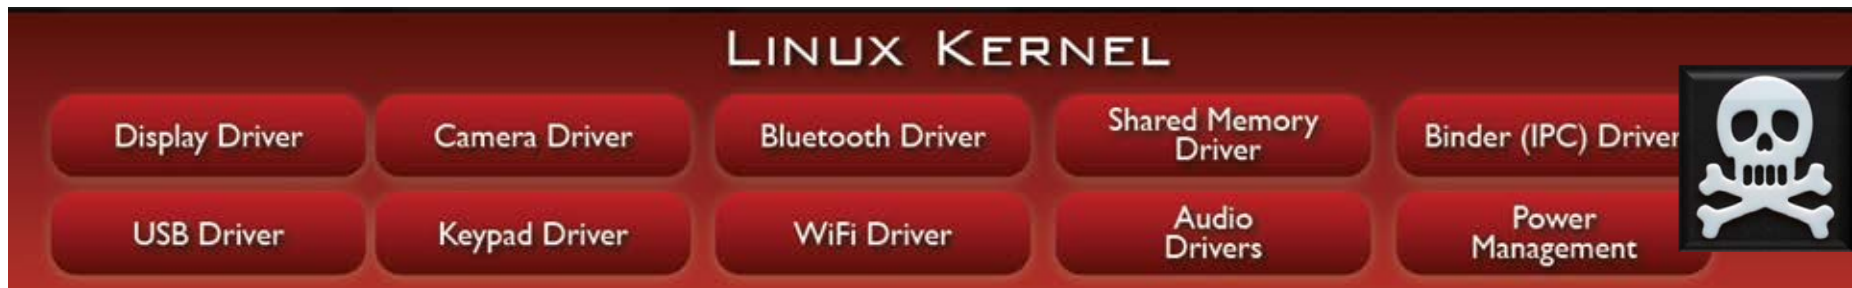 LINUX KERNEL
Display Driver
Camera Driver
Bluetooth Driver
Shared Memory
Driver
Binder (IPC) Driver
USB Driver
Keypad Driver
WiFi Driver
Audio
Drivers
Power
Management